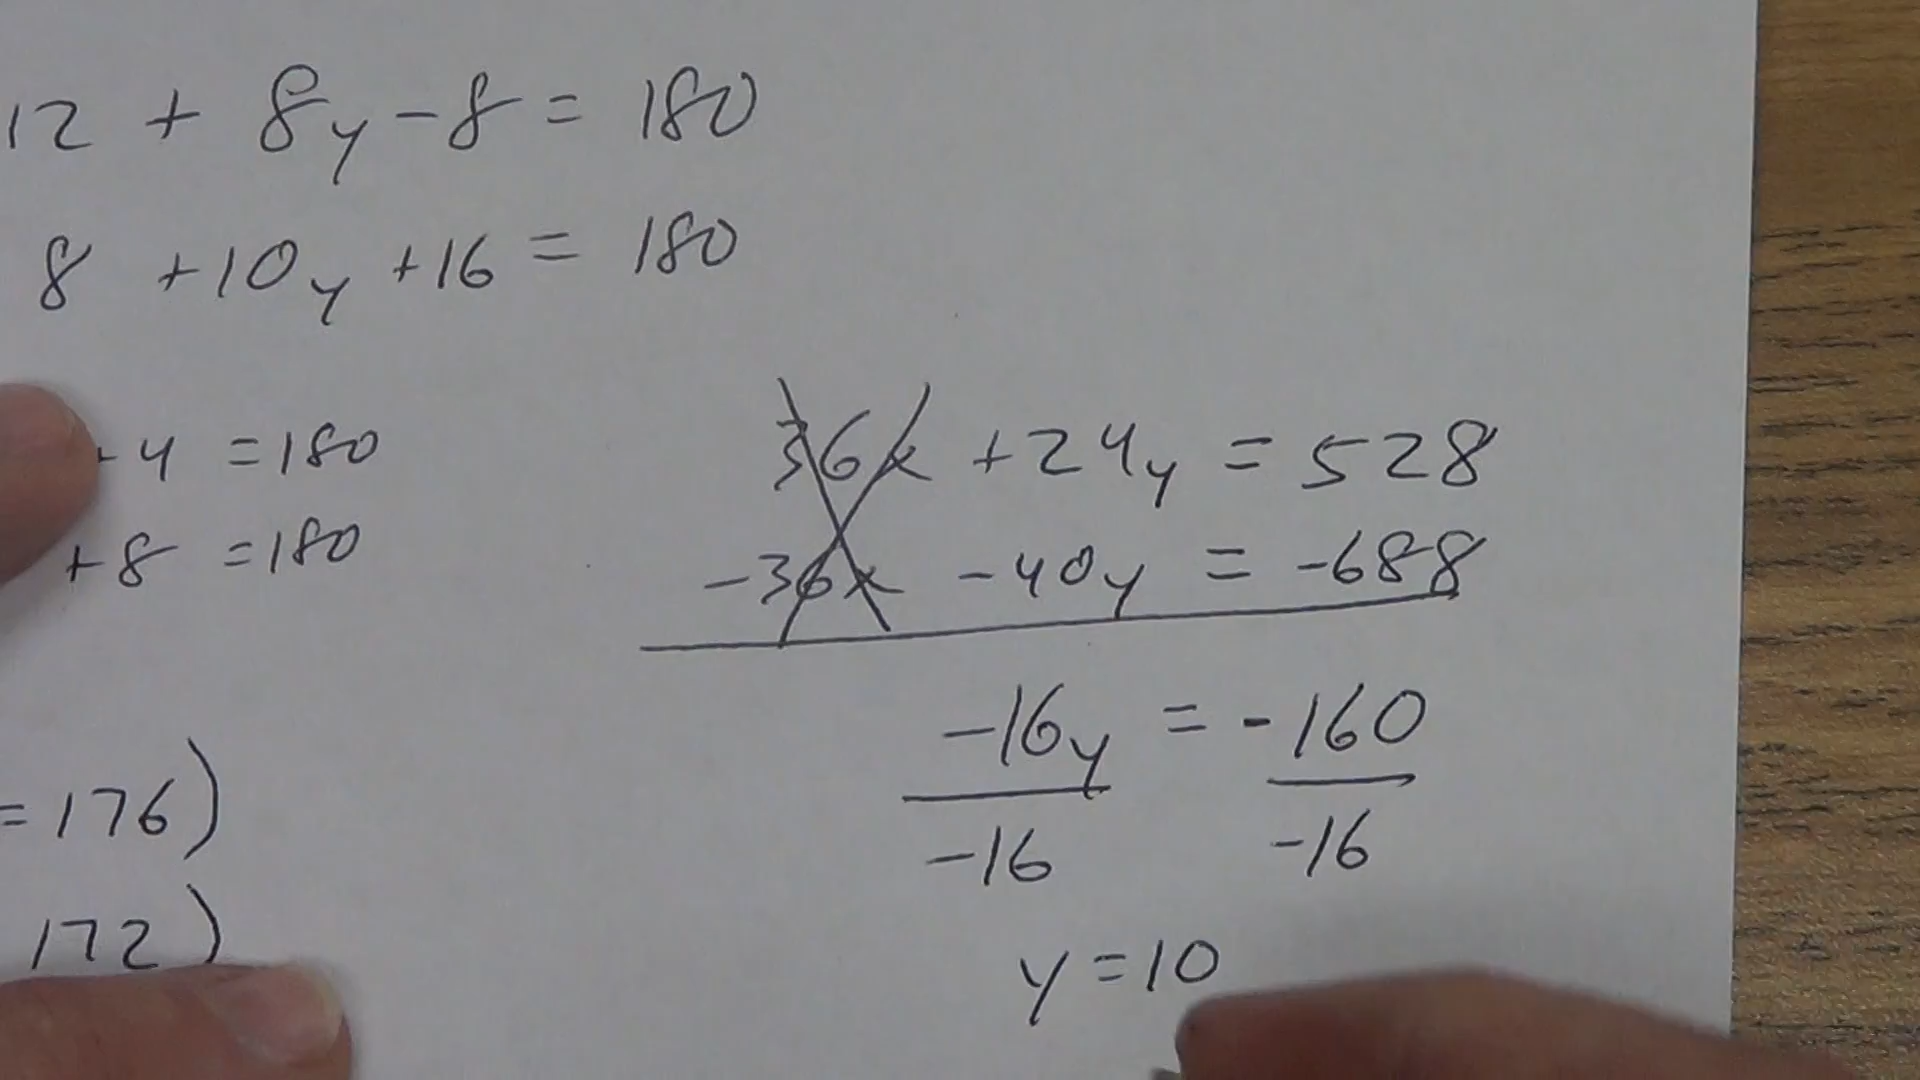 12 + 8y - 8 = 180
8 + 10y + 16 = 180
+ 4 = 180
+ 8 = 180
= 176)
172)
36x + 24y = 528
-36x - 40y = -688
-16y = -160
-16 -16
y = 10